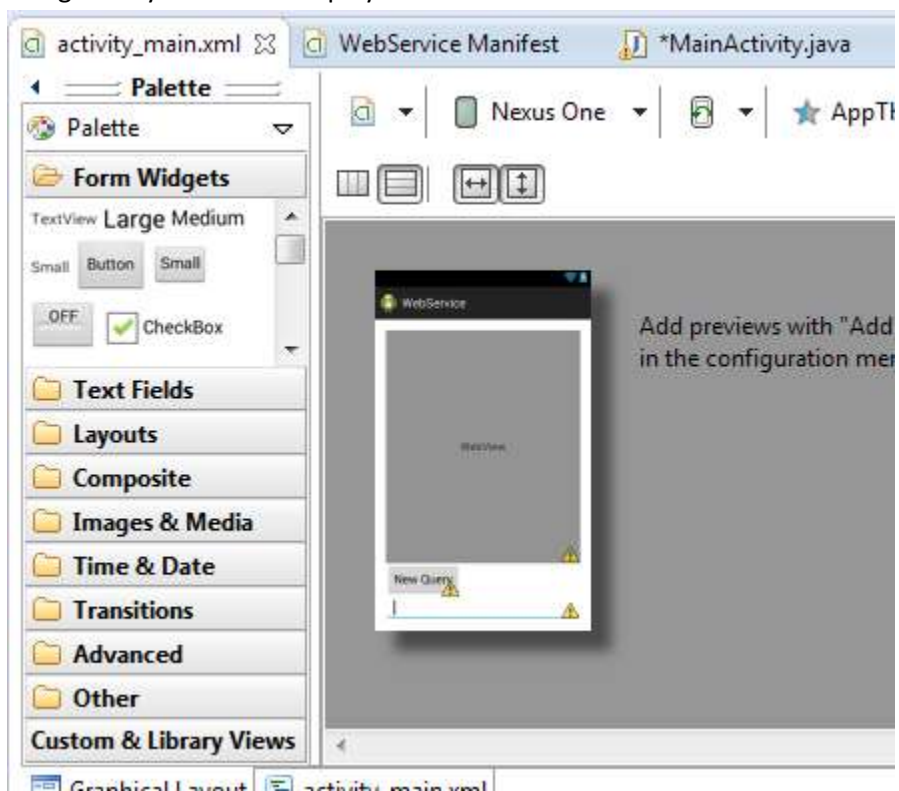 activity_main.xml WebService Manifest *MainActivity.java
Palette
Palette Nexus One
Form Widgets
TextView Large Medium
Small Button Small
OFF CheckBox
WebService
Add previews with "Add
in the configuration
Text Fields
Layouts
WebView
Composite
Images & Media
Time & Date
New Query
Transitions
Advanced
Other
Custom & Library Views
Graphical Layout activity_main.xml